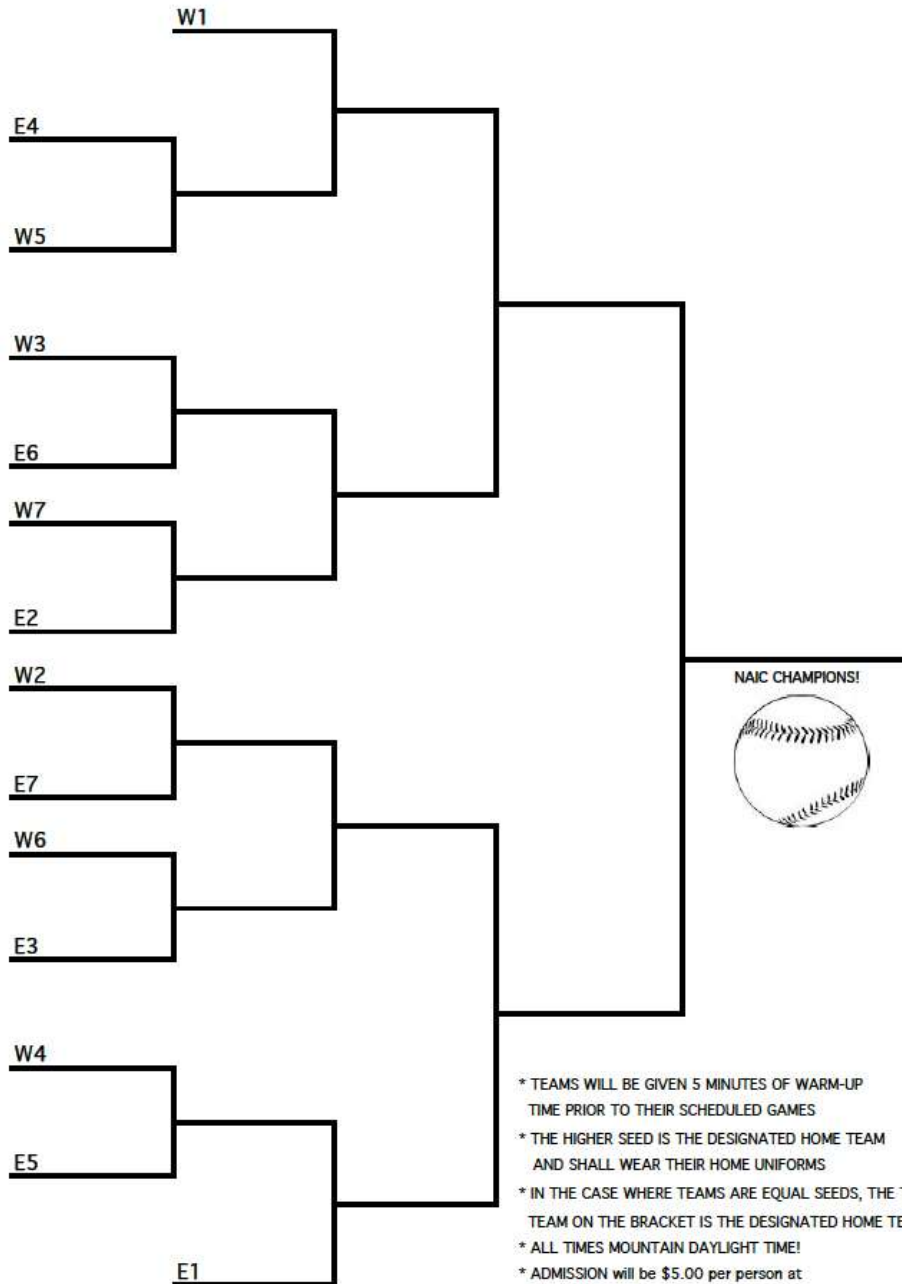 W1
E4
W5
W3
E6
W7
E2
W2
E7
W6
E3
W4
E5
E1
NAIC CHAMPIONS!
* TEAMS WILL BE GIVEN 5 MINUTES OF WARM-UP
TIME PRIOR TO THEIR SCHEDULED GAMES
* THE HIGHER SEED IS THE DESIGNATED HOME TEAM
AND SHALL WEAR THEIR HOME UNIFORMS
* IN THE CASE WHERE TEAMS ARE EQUAL SEEDS, THE
TEAM ON THE BRACKET IS THE DESIGNATED HOME
* ALL TIMES MOUNTAIN DAYLIGHT TIME!
* ADMISSION will be $5.00 per person at